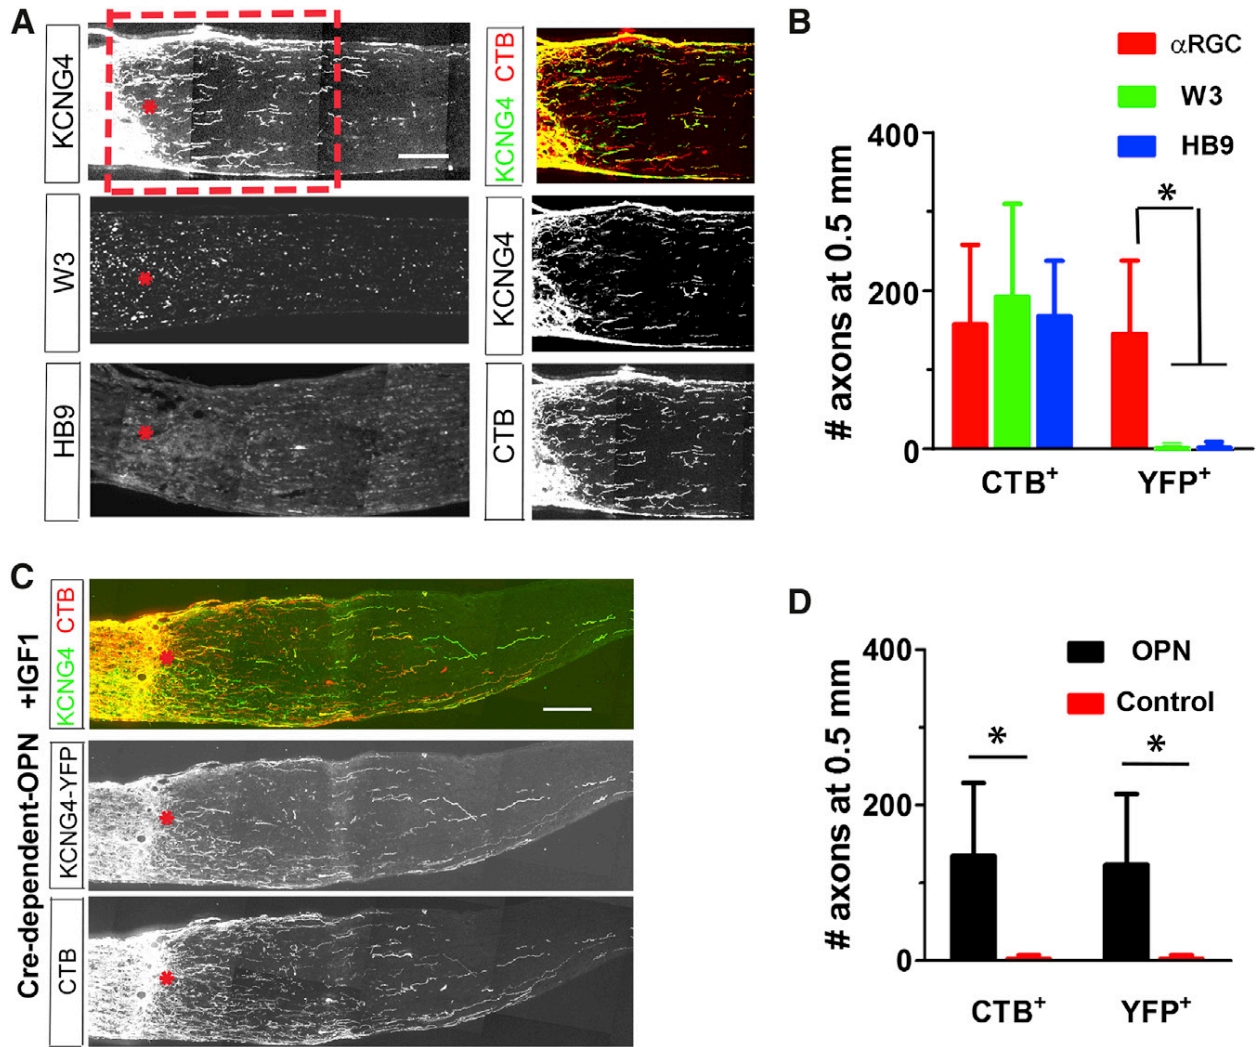 A
KCNG4
W3
HB9
KCNG4 CTB
KCNG4
CTB
B
αRGC
W3
HB9
# axons at 0.5 mm
400
200
0
*
CTB+
YFP+
C
Cre-dependent-OPN +IGF1
KCNG4 CTB
KCNG4-YFP
CTB
D
OPN
Control
# axons at 0.5 mm
400
200
0
*
*
CTB+
YFP+